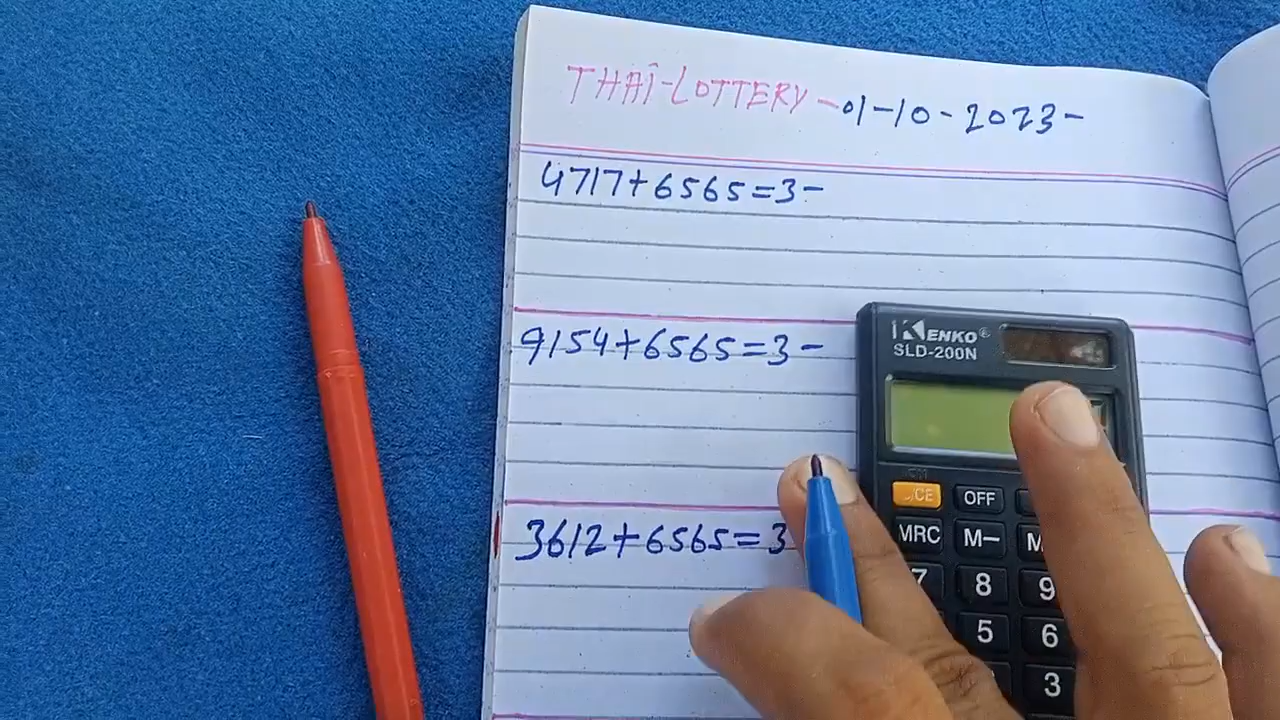 THAI-LOTTERY-01-10-2023-
4717+6565=3-
9154+6565=3-
KENKO®
SLD-200N
3612+6565=3
/CE OFF
MRC M– M
7 8 9
5 6
3